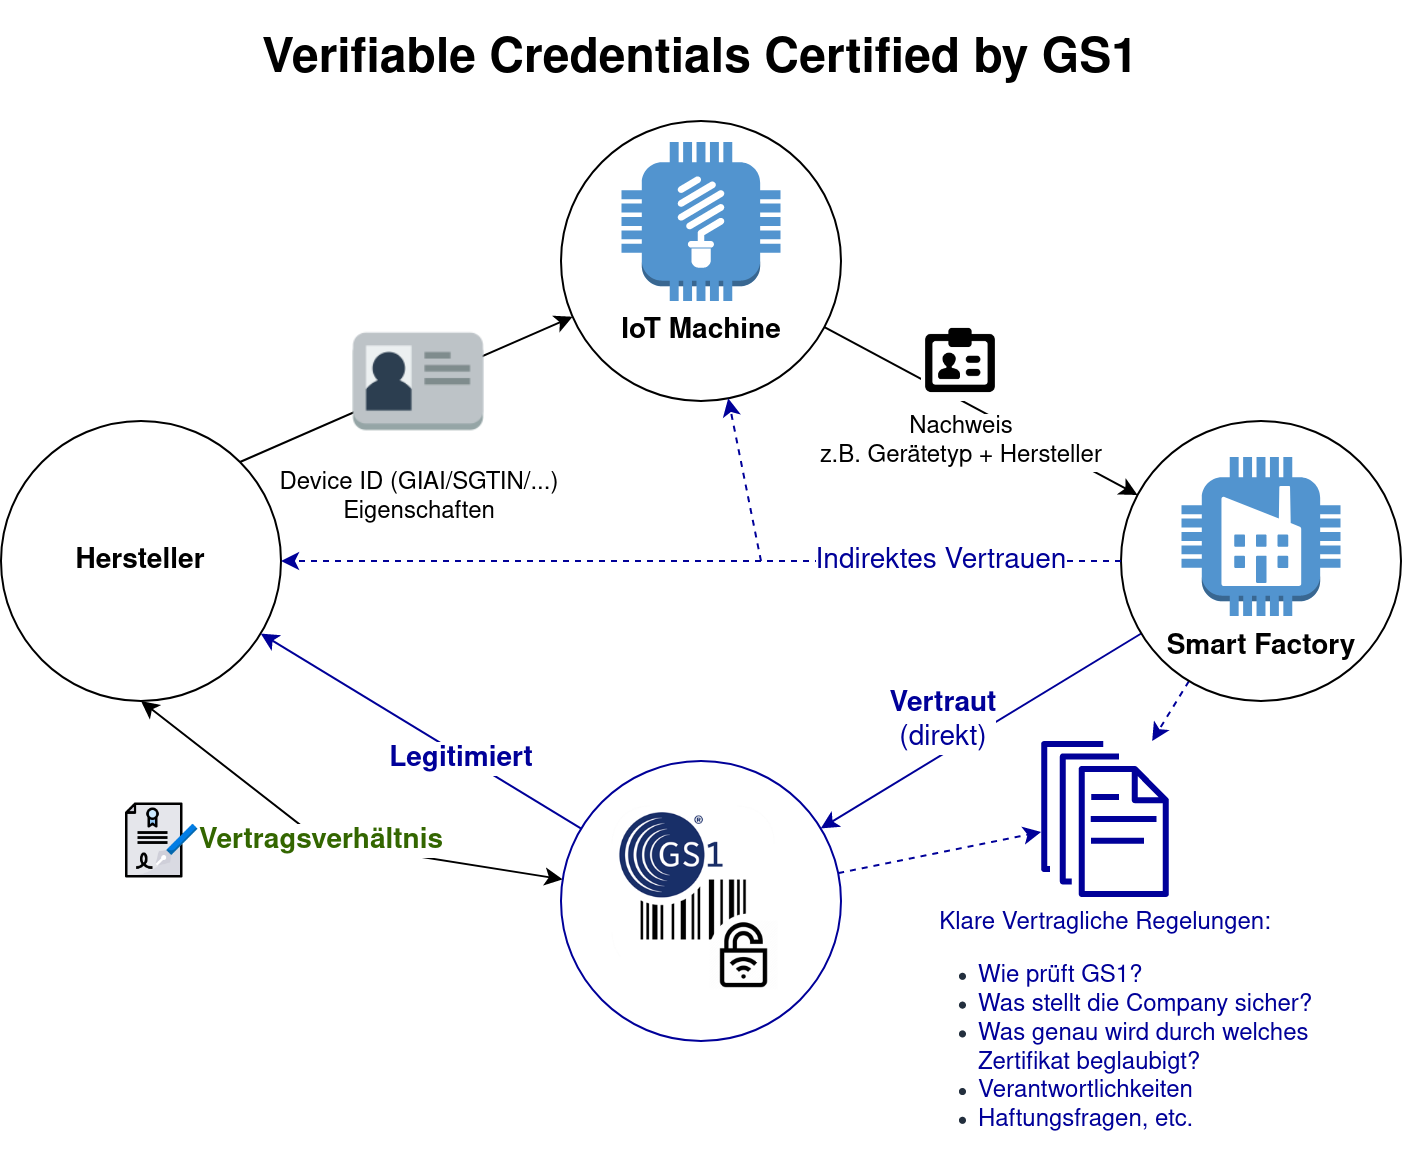 Verifiable Credentials Certified by GS1
IoT Machine
Nachweis
z.B. Gerätetyp + Hersteller
Device ID (GIAI/SGTIN/...)
Eigenschaften
Hersteller
Indirektes Vertrauen
Smart Factory
Vertraut
(direkt)
Legitimiert
Vertragsverhältnis
GS1
®
Klare Vertragliche Regelungen:
• Wie prüft GS1?
• Was stellt die Company sicher?
• Was genau wird durch welches
Zertifikat beglaubigt?
• Verantwortlichkeiten
• Haftungsfragen, etc.